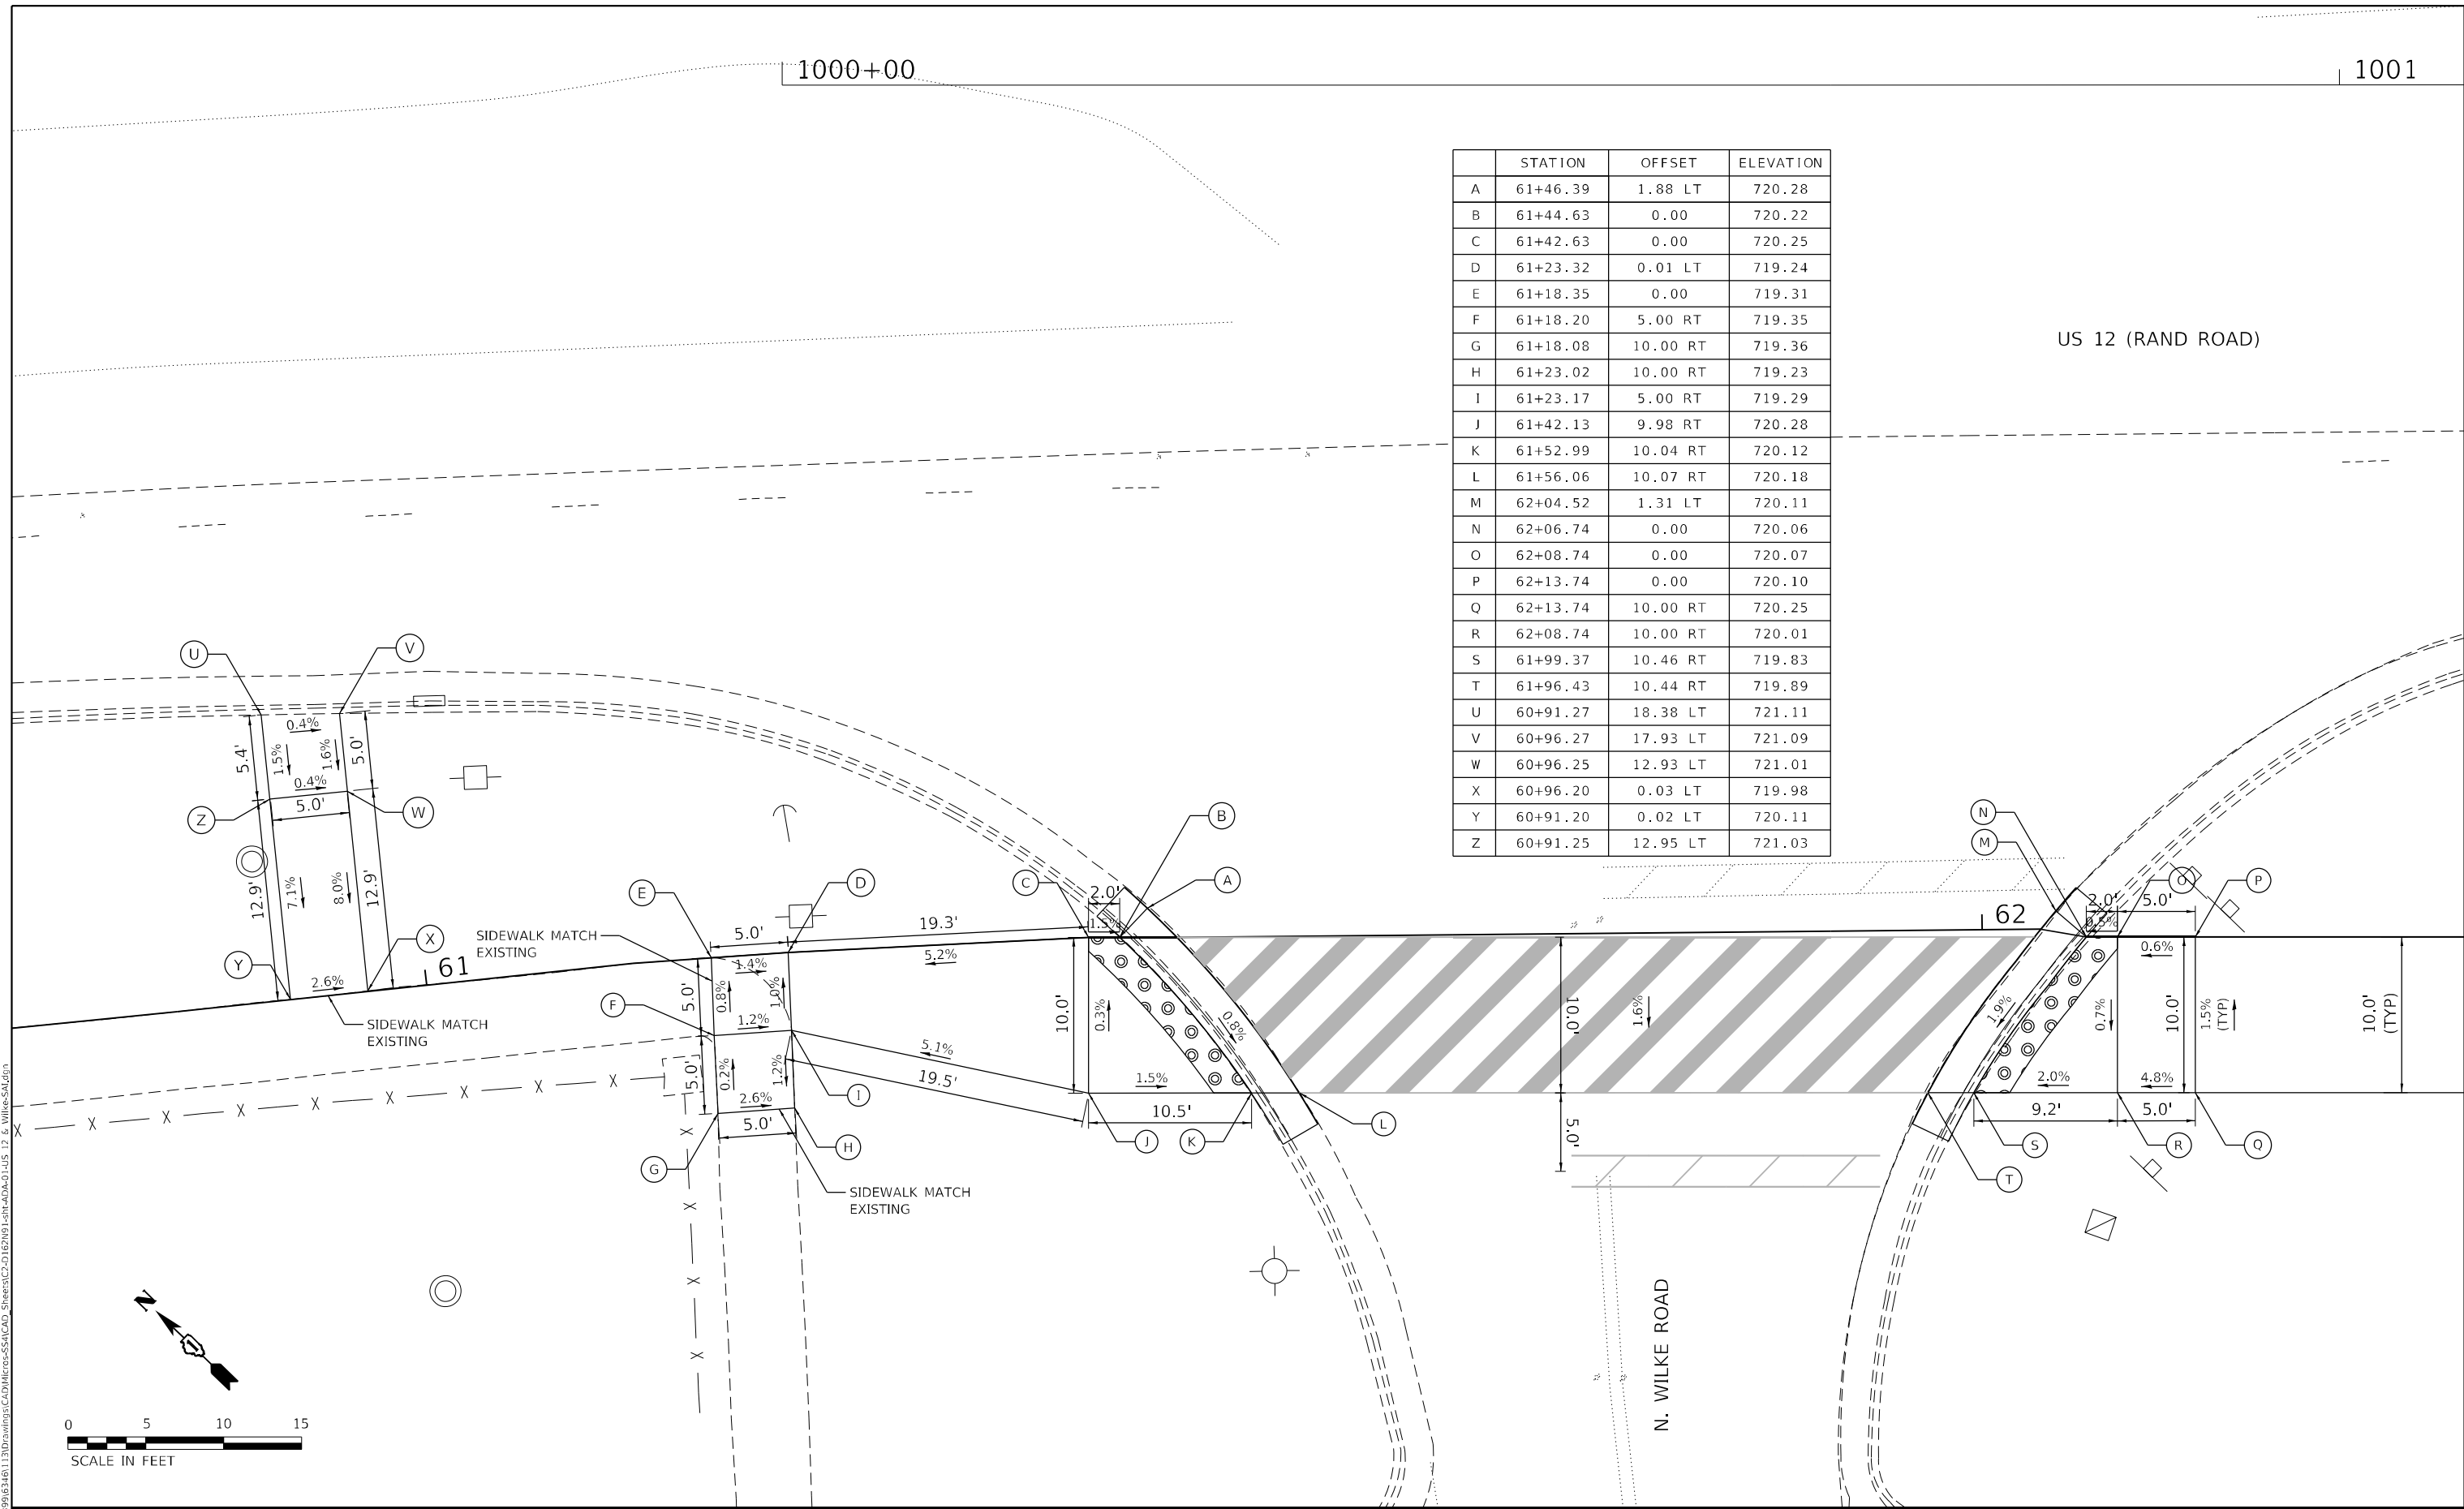 1000+00
1001
STATION OFFSET ELEVATION
A 61+46.39 1.88 LT 720.28
B 61+44.63 0.00 720.22
C 61+42.63 0.00 720.25
D 61+23.32 0.01 LT 719.24
E 61+18.35 0.00 719.31
F 61+18.20 5.00 RT 719.35
G 61+18.08 10.00 RT 719.36
H 61+23.02 10.00 RT 719.23
I 61+23.17 5.00 RT 719.29
J 61+42.13 9.98 RT 720.28
K 61+52.99 10.04 RT 720.12
L 61+56.06 10.07 RT 720.18
M 62+04.52 1.31 LT 720.11
N 62+06.74 0.00 720.06
O 62+08.74 0.00 720.07
P 62+13.74 0.00 720.10
Q 62+13.74 10.00 RT 720.25
R 62+08.74 10.00 RT 720.01
S 61+99.37 10.46 RT 719.83
T 61+96.43 10.44 RT 719.89
U 60+91.27 18.38 LT 721.11
V 60+96.27 17.93 LT 721.09
W 60+96.25 12.93 LT 721.01
X 60+96.20 0.03 LT 719.98
Y 60+91.20 0.02 LT 720.11
Z 60+91.25 12.95 LT 721.03
US 12 (RAND ROAD)
U
V
0.4%
5.4'
1.5%
1.6%
5.0'
0.4%
5.0'
Z
W
12.9'
7.1%
8.0%
12.9'
Y
X
2.6%
61
SIDEWALK MATCH
EXISTING
SIDEWALK MATCH
EXISTING
E
D
5.0'
19.3'
1.4%
5.2%
F
5.0'
0.8%
1.0%
1.2%
5.0'
0.2%
1.2%
2.6%
5.0'
G
H
I
SIDEWALK MATCH
EXISTING
5.1%
19.5'
C
B
A
2.0'
1.5%
10.0'
0.3%
0.8%
1.5%
10.5'
J
K
L
10.0'
1.6%
5.0'
62
N
M
O
P
2.0'
5.0'
0.5%
0.6%
1.9%
0.7%
10.0'
1.5%
(TYP)
10.0'
(TYP)
2.0%
4.8%
9.2'
5.0'
S
R
Q
T
N. WILKE ROAD
N
0 5 10 15
SCALE IN FEET